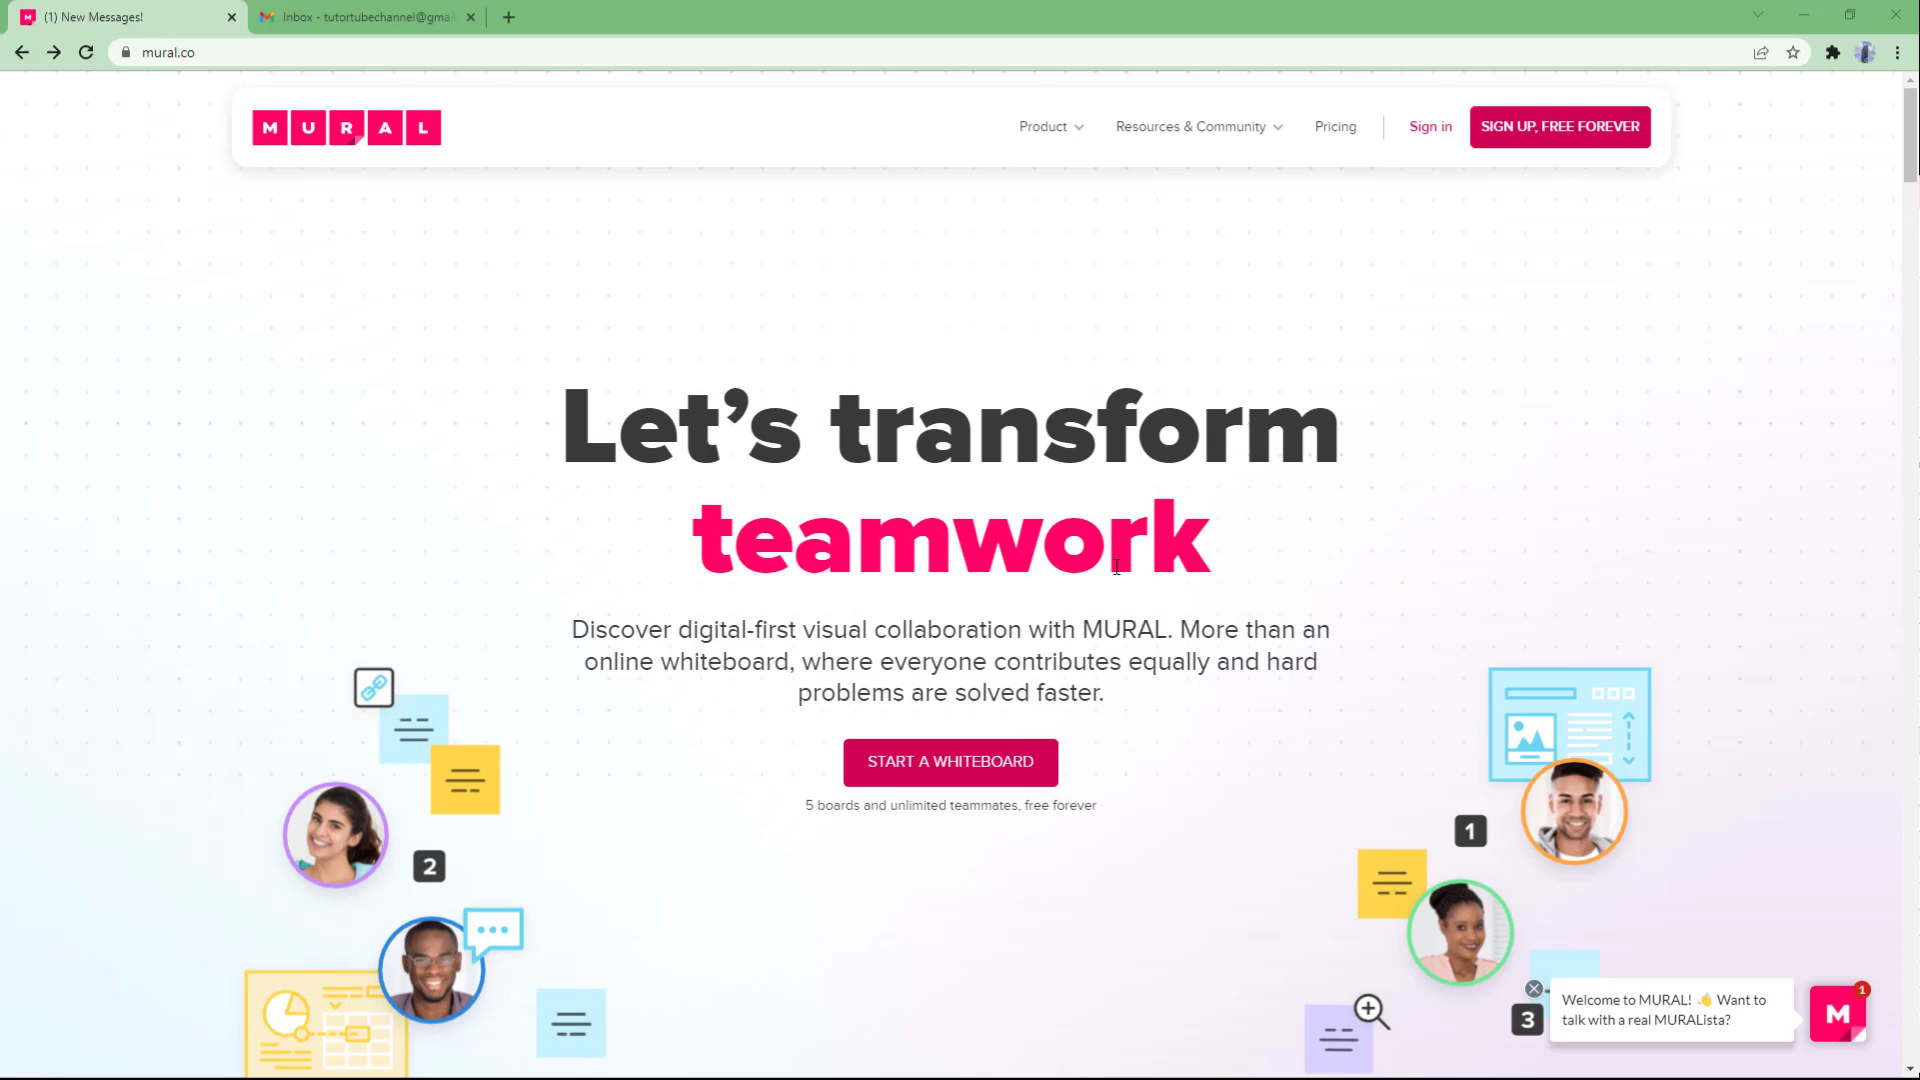 (1) New Messages!
Inbox - tutortubechannel@gmai
mural.co
MURAL
Product
Resources & Community
Pricing
Sign in
SIGN UP, FREE FOREVER
Let's transform
teamwork
Discover digital-first visual collaboration with MURAL. More than an
online whiteboard, where everyone contributes equally and hard
problems are solved faster.
START A WHITEBOARD
5 boards and unlimited teammates, free forever
2
1
3
Welcome to MURAL! 👋 Want to
talk with a real MURALista?
M
1